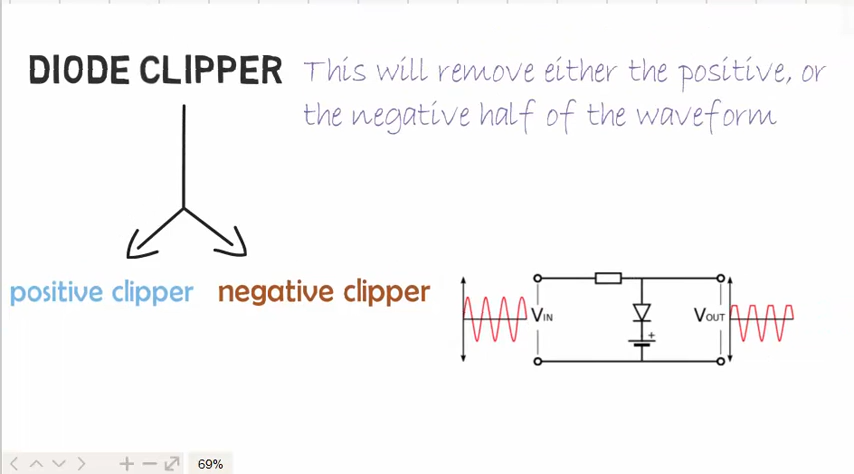 DIODE CLIPPER
This will remove either the positive, or
the negative half of the waveform
positive clipper
negative clipper
VIN
+
VOUT
69%